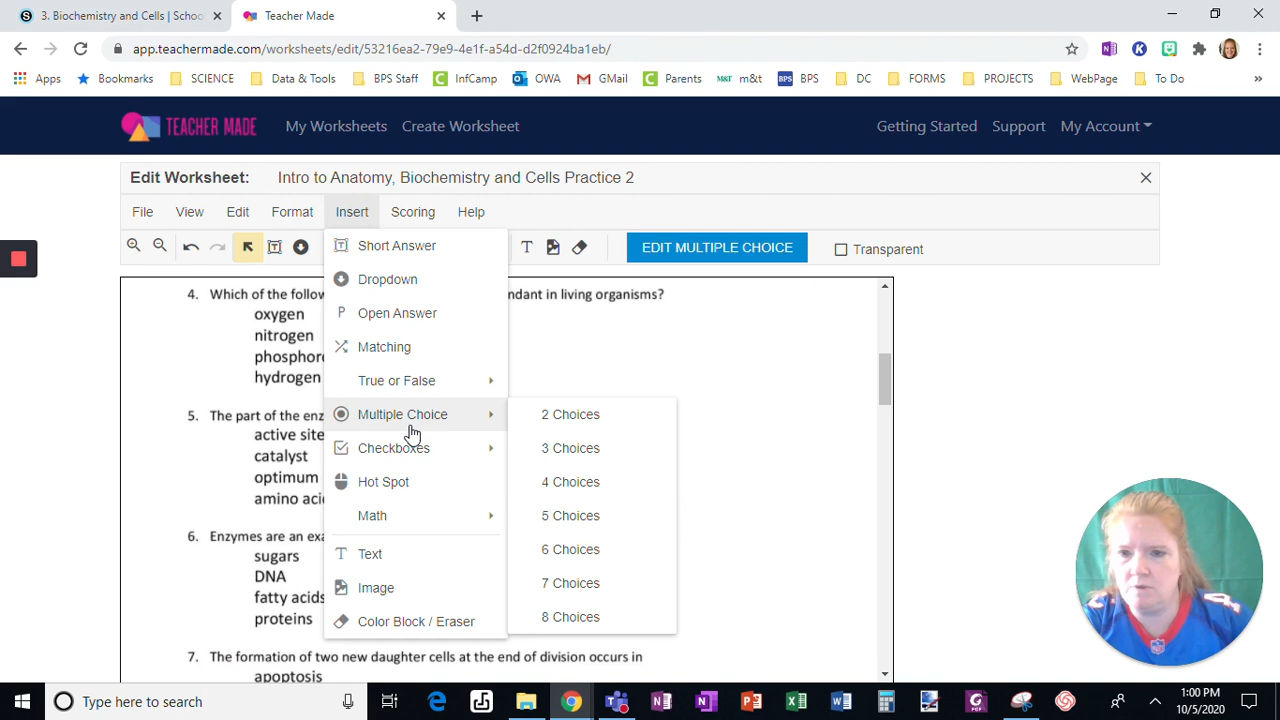 3. Biochemistry and Cells | Schoo
Teacher Made
app.teachermade.com/worksheets/edit/53216ea2-79e9-4e1f-a54d-d2f0924ba1eb/
Apps
Bookmarks
SCIENCE
Data & Tools
BPS Staff
InfCamp
OWA
GMail
Parents
M&T
m&t
BPS
BPS
DC
FORMS
PROJECTS
WebPage
To Do
TEACHER MADE
My Worksheets
Create Worksheet
Getting Started
Support
My Account
Edit Worksheet:
Intro to Anatomy, Biochemistry and Cells Practice 2
File
View
Edit
Format
Insert
Scoring
Help
EDIT MULTIPLE CHOICE
Transparent
Short Answer
Dropdown
Open Answer
Matching
True or False
Multiple Choice
Checkboxes
Hot Spot
Math
Text
Image
Color Block / Eraser
2 Choices
3 Choices
4 Choices
5 Choices
6 Choices
7 Choices
8 Choices
4. Which of the follow ndant in living organisms?
oxygen
nitrogen
phosphor
hydrogen
5. The part of the enz
active site
catalyst
optimum
amino aci
6. Enzymes are an exa
sugars
DNA
fatty acids
proteins
7. The formation of two new daughter cells at the end of division occurs in
apoptosis
Type here to search
1:00 PM
10/5/2020